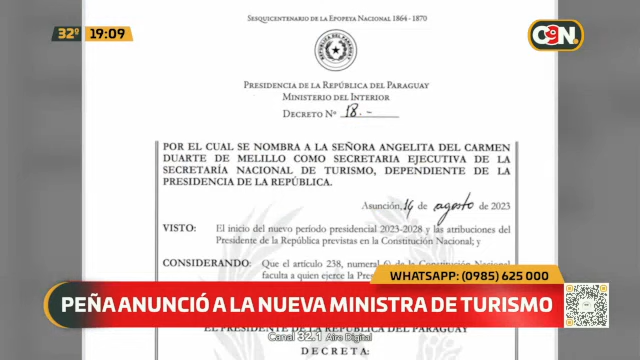 32º 19:09
SESQUICENTENARIO DE LA EPOPEYA NACIONAL 1864 - 1870
C9N
PRESIDENCIA DE LA REPÚBLICA DEL PARAGUAY
MINISTERIO DEL INTERIOR
DECRETO Nº 18.-
POR EL CUAL SE NOMBRA A LA SEÑORA ANGELITA DEL CARMEN
DUARTE DE MELILLO COMO SECRETARIA EJECUTIVA DE LA
SECRETARÍA NACIONAL DE TURISMO, DEPENDIENTE DE LA
PRESIDENCIA DE LA REPÚBLICA.
Asunción, 14 de agosto de 2023
VISTO: El inicio del nuevo periodo presidencial 2023-2028 y las atribuciones del
Presidente de la República previstas en la Constitución Nacional; y
CONSIDERANDO: Que el artículo 238, numeral 6) de la Constitución Nacional
faculta a quien ejerce la
WHATSAPP: (0985) 625 000
PEÑA ANUNCIÓ A LA NUEVA MINISTRA DE TURISMO
EL PRESIDENTE DE LA REPÚBLICA DEL PARAGUAY
Canal 32.1 Aire Digital
DECRETA: